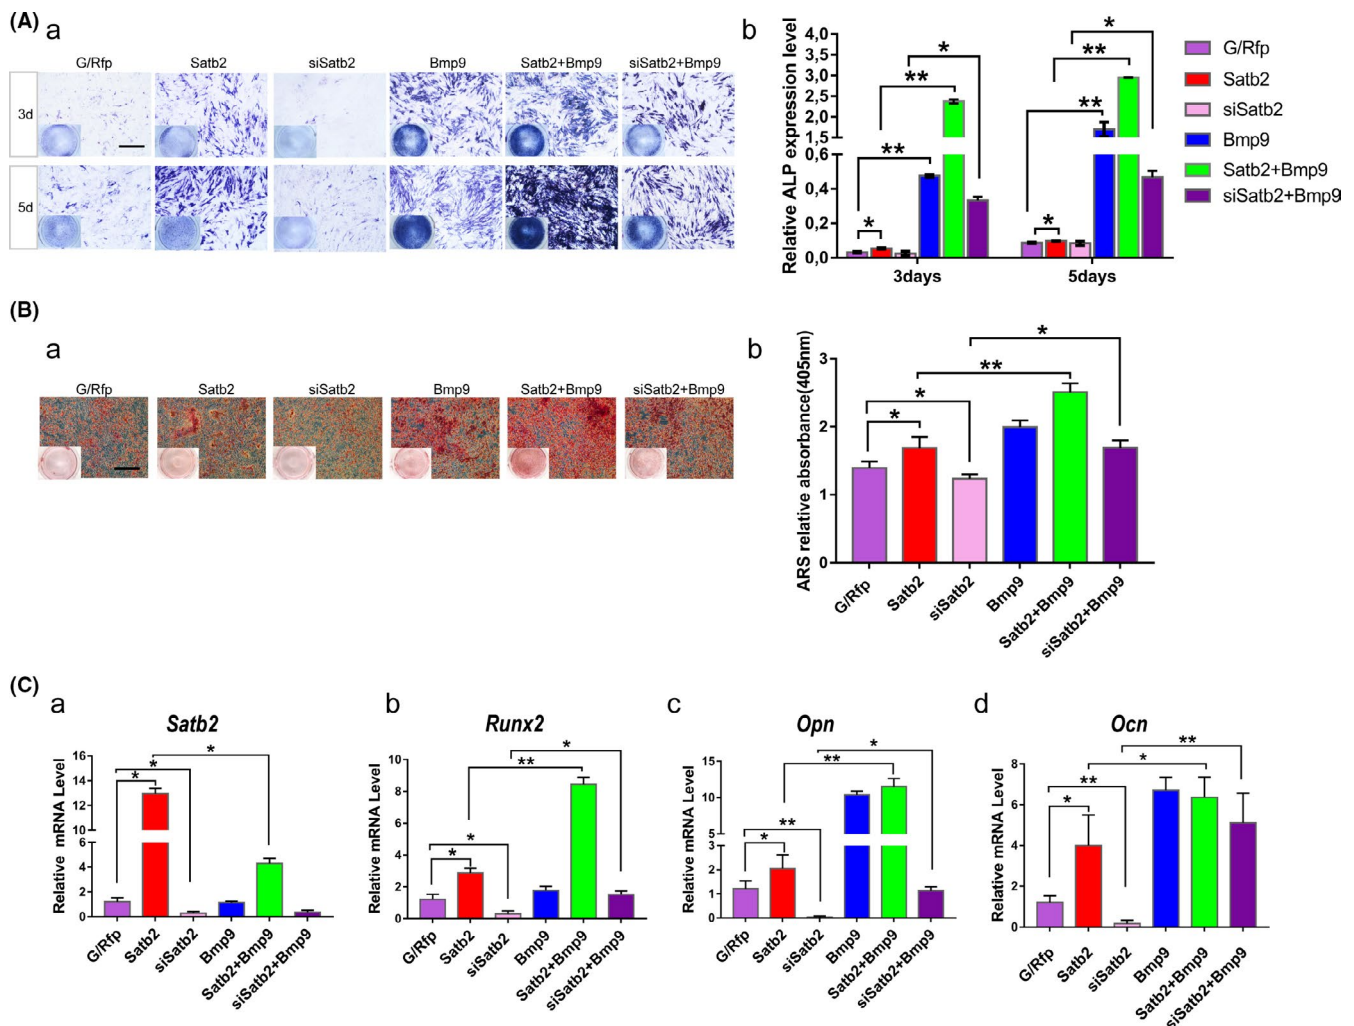 (A)
a
G/Rfp Satb2 siSatb2 Bmp9 Satb2+Bmp9 siSatb2+Bmp9
3d
5d
b
Relative ALP expression level
4,0
3,5
3,0
2,5
2,0
1,5
0,6
0,4
0,2
0,0
* ** ** *
* ** ** *
3days 5days
G/Rfp
Satb2
siSatb2
Bmp9
Satb2+Bmp9
siSatb2+Bmp9
(B)
a
G/Rfp Satb2 siSatb2 Bmp9 Satb2+Bmp9 siSatb2+Bmp9
b
ARS relative absorbance(405nm)
3
2
1
0
* * ** *
G/Rfp Satb2 siSatb2 Bmp9 Satb2+Bmp9 siSatb2+Bmp9
(C)
a
Satb2
Relative mRNA Level
16
14
12
10
6
4
2
0
* * *
G/Rfp Satb2 siSatb2 Bmp9 Satb2+Bmp9 siSatb2+Bmp9
b
Runx2
Relative mRNA Level
10
8
6
4
2
0
* * ** *
G/Rfp Satb2 siSatb2 Bmp9 Satb2+Bmp9 siSatb2+Bmp9
c
Opn
Relative mRNA Level
15
10
5
3
2
1
0
* ** ** *
G/Rfp Satb2 siSatb2 Bmp9 Satb2+Bmp9 siSatb2+Bmp9
d
Ocn
Relative mRNA Level
8
6
4
2
0
* ** * **
G/Rfp Satb2 siSatb2 Bmp9 Satb2+Bmp9 siSatb2+Bmp9